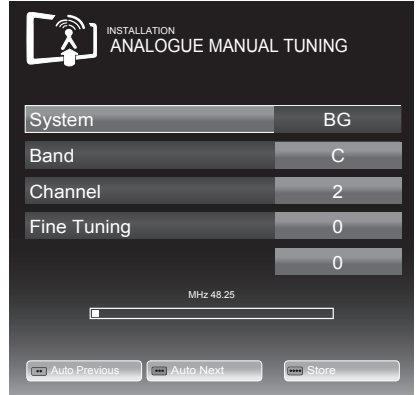 INSTALLATION
ANALOGUE MANUAL TUNING
System BG
Band C
Channel 2
Fine Tuning 0
0
MHz 48.25
Auto Previous Auto Next Store